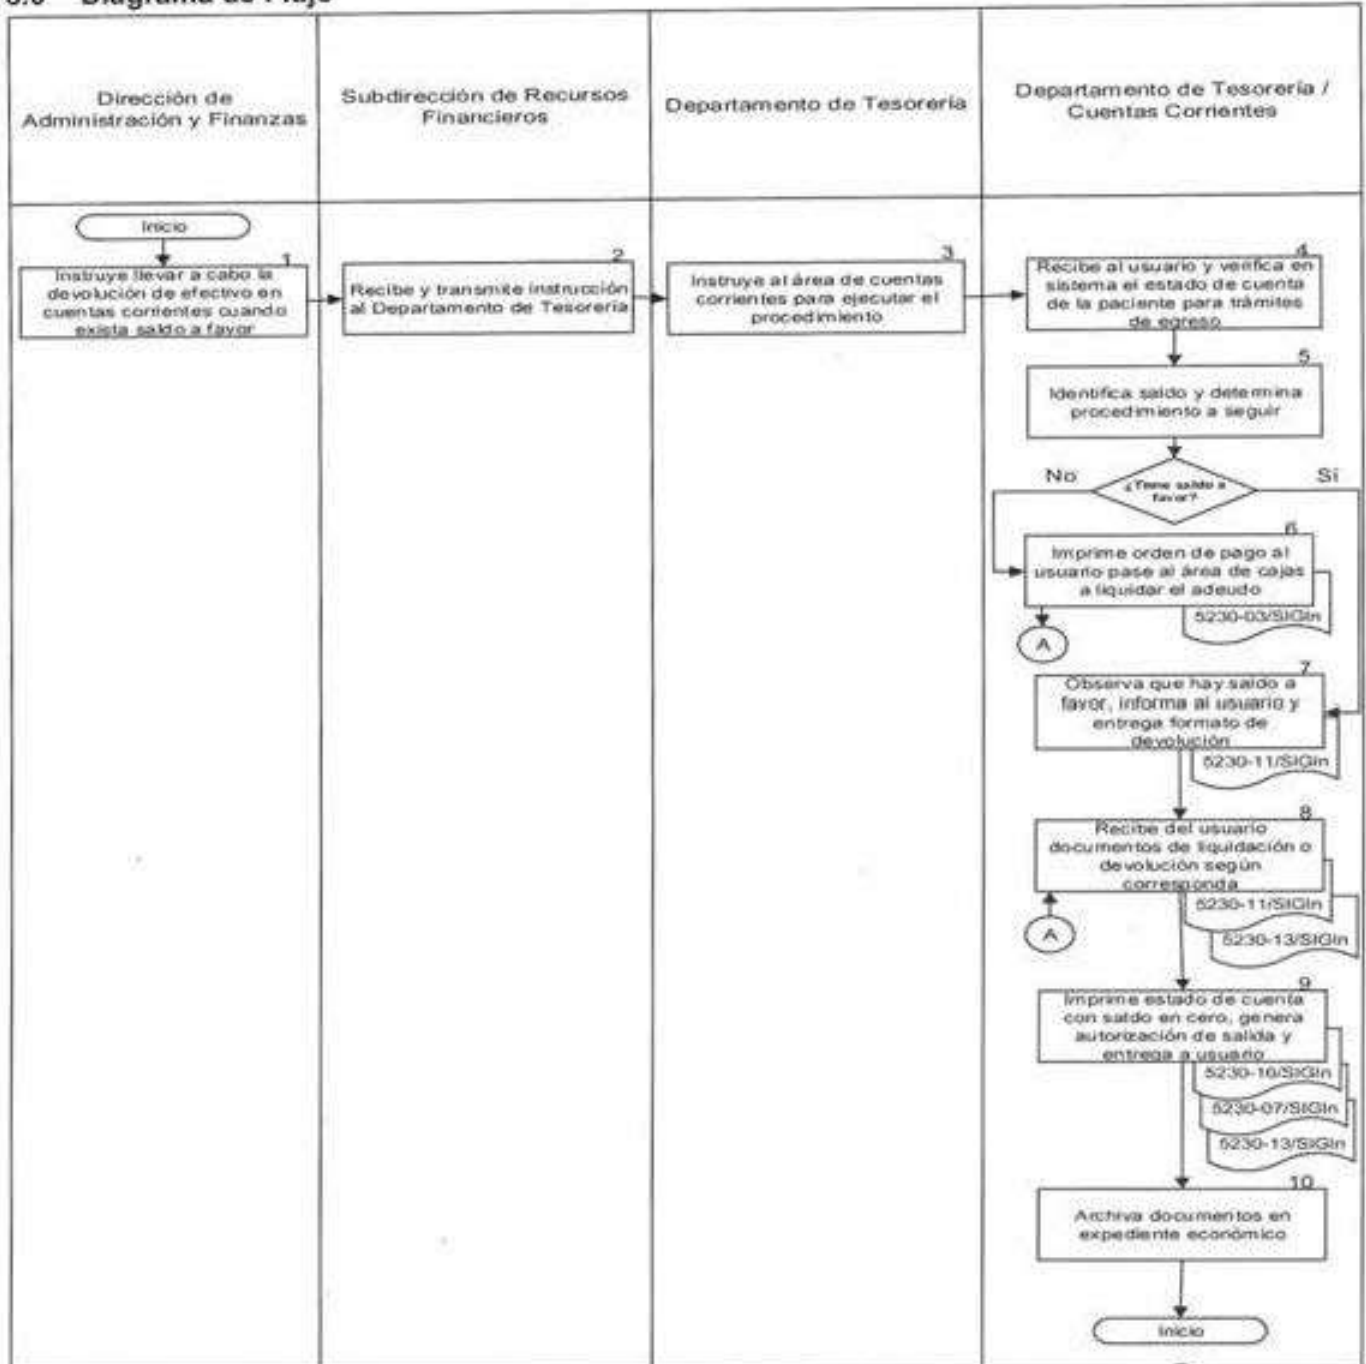 Diagrama de Flujo
Dirección de
Administración y Finanzas
Subdirección de Recursos
Financieros
Departamento de Tesorería
Departamento de Tesorería /
Cuentas Corrientes
Inicio
1
Instruye llevar a cabo la
devolución de efectivo en
cuentas corrientes cuando
exista saldo a favor
2
Recibe y transmite instrucción
al Departamento de Tesorería
3
Instruye al área de cuentas
corrientes para ejecutar el
procedimiento
4
Recibe al usuario y verifica en
sistema el estado de cuenta
de la paciente para trámites
de egreso
5
Identifica saldo y determina
procedimiento a seguir
No
¿Tiene saldo a
favor?
Sí
6
Imprime orden de pago al
usuario pase al área de cajas
a liquidar el adeudo
5230-03/SIGIn
A
7
Observa que hay saldo a
favor, informa al usuario y
entrega formato de
devolución
5230-11/SIGIn
8
Recibe del usuario
documentos de liquidación o
devolución según
corresponda
5230-11/SIGIn
A
5230-13/SIGIn
9
Imprime estado de cuenta
con saldo en cero, genera
autorización de salida y
entrega a usuario
5230-16/SIGIn
5230-07/SIGIn
5230-13/SIGIn
10
Archiva documentos en
expediente económico
Inicio